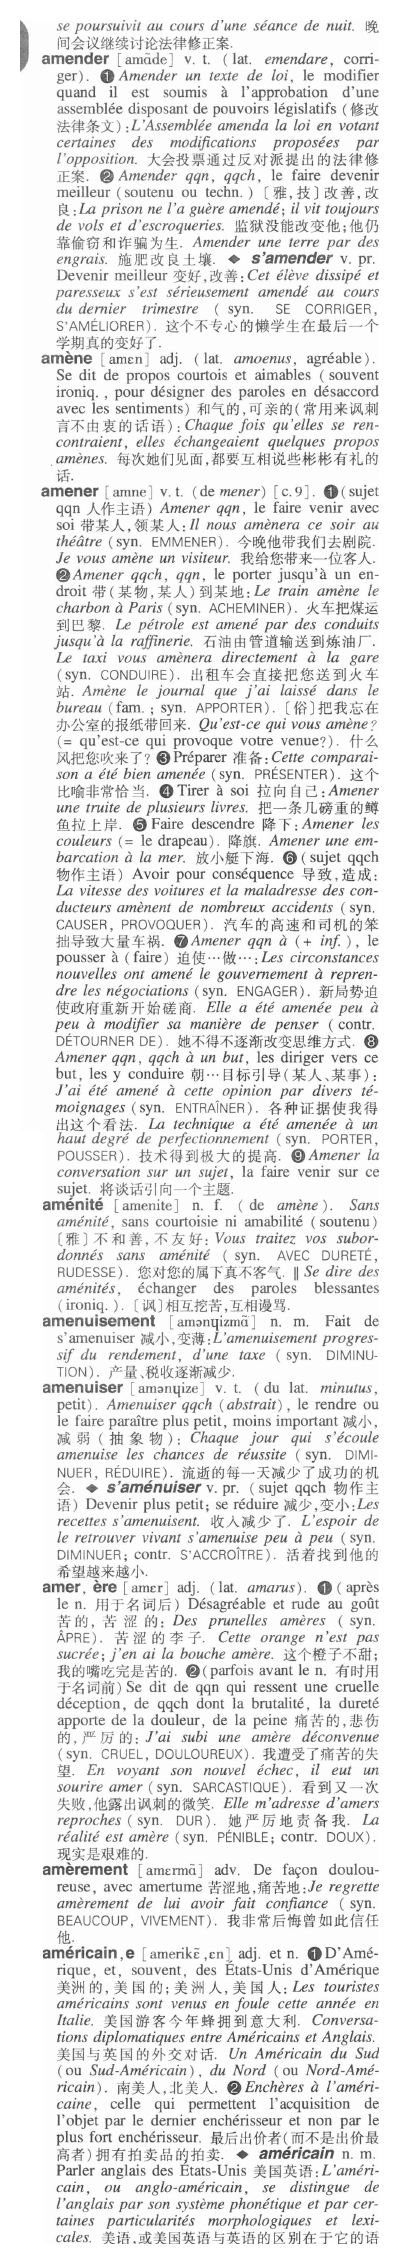 se poursuivit au cours d'une séance de nuit. 晚
间会议继续讨论法律修正案.
amender [amɑ̃de] v. t. (lat. emendare, corri-
ger). ❶ Amender un texte de loi, le modifier
quand il est soumis à l'approbation d'une
assemblée disposant de pouvoirs législatifs (修改
法律条文): L'Assemblée amenda la loi en votant
certaines des modifications proposées par
l'opposition. 大会投票通过反对派提出的法律修
正案. ❷ Amender qqn, qqch, le faire devenir
meilleur (soutenu ou techn.) 〔雅,技〕改善,改
良: La prison ne l'a guère amendé; il vit toujours
de vols et d'escroqueries. 监狱没能改变他;他仍
靠偷窃和诈骗为生. Amender une terre par des
engrais. 施肥改良土壤. ◆ s'amender v. pr.
Devenir meilleur 变好,改善: Cet élève dissipé et
paresseux s'est sérieusement amendé au cours
du dernier trimestre ( syn. SE CORRIGER,
S'AMÉLIORER). 这个不专心的懒学生在最后一个
学期真的变好了.
amène [amɛn] adj. (lat. amoenus, agréable).
Se dit de propos courtois et aimables (souvent
ironiq. , pour désigner des paroles en désaccord
avec les sentiments) 和气的,可亲的(常用来讽刺
言不由衷的话语): Chaque fois qu'elles se ren-
contraient, elles échangeaient quelques propos
amènes. 每次她们见面,都要互相说些彬彬有礼的
话.
amener [amne] v. t. (de mener) [c. 9]. ❶ (sujet
qqn 人作主语) Amener qqn, le faire venir avec
soi 带某人,领某人: Il nous amènera ce soir au
théâtre (syn. EMMENER). 今晚他带我们去剧院.
Je vous amène un visiteur. 我给您带来一位客人.
❷ Amener qqch, qqn, le porter jusqu'à un en-
droit 带(某物,某人)到某地: Le train amène le
charbon à Paris (syn. ACHEMINER). 火车把煤运
到巴黎. Le pétrole est amené par des conduits
jusqu'à la raffinerie. 石油由管道输送到炼油厂.
Le taxi vous amènera directement à la gare
(syn. CONDUIRE). 出租车会直接把您送到火车
站. Amène le journal que j'ai laissé dans le
bureau (fam. ; syn. APPORTER). 〔俗〕把我忘在
办公室的报纸带回来. Qu'est-ce qui vous amène?
(= qu'est-ce qui provoque votre venue?). 什么
风把您吹来了? ❸ Préparer 准备: Cette comparai-
son a été bien amenée (syn. PRÉSENTER). 这个
比喻非常恰当. ❹ Tirer à soi 拉向自己: Amener
une truite de plusieurs livres. 把一条几磅重的鳟
鱼拉上岸. ❺ Faire descendre 降下: Amener les
couleurs (= le drapeau). 降旗. Amener une em-
barcation à la mer. 放小艇下海. ❻ (sujet qqch
物作主语) Avoir pour conséquence 导致,造成:
La vitesse des voitures et la maladresse des con-
ducteurs amènent de nombreux accidents (syn.
CAUSER, PROVOQUER). 汽车的高速和司机的笨
拙导致大量车祸. ❼ Amener qqn à (+ inf. ), le
pousser à (faire) 迫使…做…: Les circonstances
nouvelles ont amené le gouvernement à repren-
dre les négociations (syn. ENGAGER). 新局势迫
使政府重新开始磋商. Elle a été amenée peu à
peu à modifier sa manière de penser (contr.
DÉTOURNER DE). 她不得不逐渐改变思维方式. ❽
Amener qqn, qqch à un but, les diriger vers ce
but, les y conduire 朝…目标引导(某人、某事):
J'ai été amené à cette opinion par divers té-
moignages (syn. ENTRAÎNER). 各种证据使我得
出这个看法. La technique a été amenée à un
haut degré de perfectionnement (syn. PORTER,
POUSSER). 技术得到极大的提高. ❾ Amener la
conversation sur un sujet, la faire venir sur ce
sujet. 将谈话引向一个主题.
aménité [amenite] n. f. ( de amène ). Sans
aménité, sans courtoisie ni amabilité (soutenu)
〔雅〕不和善,不友好: Vous traitez vos subor-
donnés sans aménité ( syn. AVEC DURETÉ,
RUDESSE). 您对您的属下真不客气. ‖ Se dire des
aménités, échanger des paroles blessantes
(ironiq. ). 〔讽〕相互挖苦,互相谩骂.
amenuisement [amənɥizmɑ̃] n. m. Fait de
s'amenuiser 减小,变薄: L'amenuisement progres-
sif du rendement, d'une taxe ( syn. DIMINU-
TION). 产量、税收逐渐减少.
amenuiser [amənɥize] v. t. (du lat. minutus,
petit). Amenuiser qqch (abstrait), le rendre ou
le faire paraître plus petit, moins important 减小,
减弱(抽象物): Chaque jour qui s'écoule
amenuise les chances de réussite ( syn. DIMI-
NUER, RÉDUIRE). 流逝的每一天减少了成功的机
会. ◆ s'aménuiser v. pr. (sujet qqch 物作主
语) Devenir plus petit; se réduire 减少,变小: Les
recettes s'amenuisent. 收入减少了. L'espoir de
le retrouver vivant s'amenuise peu à peu (syn.
DIMINUER; contr. S'ACCROÎTRE). 活着找到他的
希望越来越小.
amer, ère [amɛr] adj. (lat. amarus). ❶ (après
le n. 用于名词后) Désagréable et rude au goût
苦的, 苦涩的: Des prunelles amères ( syn.
ÂPRE). 苦涩的李子. Cette orange n'est pas
sucrée; j'en ai la bouche amère. 这个橙子不甜;
我的嘴吃完是苦的. ❷ (parfois avant le n. 有时用
于名词前) Se dit de qqn qui ressent une cruelle
déception, de qqch dont la brutalité, la dureté
apporte de la douleur, de la peine 痛苦的,悲伤
的,严厉的: J'ai subi une amère déconvenue
(syn. CRUEL, DOULOUREUX). 我遭受了痛苦的失
望. En voyant son nouvel échec, il eut un
sourire amer (syn. SARCASTIQUE). 看到又一次
失败,他露出讽刺的微笑. Elle m'adresse d'amers
reproches (syn. DUR). 她严厉地责备我. La
réalité est amère (syn. PÉNIBLE; contr. DOUX).
现实是艰难的.
amèrement [amɛrmɑ̃] adv. De façon doulou-
reuse, avec amertume 苦涩地,痛苦地: Je regrette
amèrement de lui avoir fait confiance ( syn.
BEAUCOUP, VIVEMENT). 我非常后悔曾如此信任
他.
américain, e [amerikɛ̃, ɛn] adj. et n. ❶ D'Amé-
rique, et, souvent, des États-Unis d'Amérique
美洲的,美国的;美洲人,美国人: Les touristes
américains sont venus en foule cette année en
Italie. 美国游客今年蜂拥到意大利. Conversa-
tions diplomatiques entre Américains et Anglais.
美国与英国的外交对话. Un Américain du Sud
(ou Sud-Américain), du Nord (ou Nord-Amé-
ricain). 南美人,北美人. ❷ Enchères à l'améri-
caine, celle qui permettent l'acquisition de
l'objet par le dernier enchérisseur et non par le
plus fort enchérisseur. 最后出价者(而不是出价最
高者)拥有拍卖品的拍卖. ◆ américain n. m.
Parler anglais des États-Unis 美国英语: L'améri-
cain, ou anglo-américain, se distingue de
l'anglais par son système phonétique et par cer-
taines particularités morphologiques et lexi-
cales. 美语,或美国英语与英语的区别在于它的语